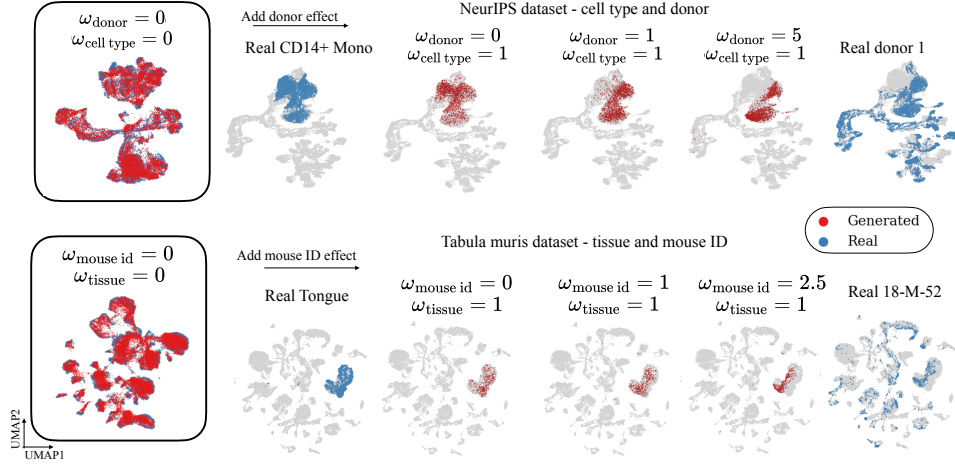 NeurIPS dataset - cell type and donor
ω_donor = 0
ω_cell type = 0
Add donor effect
Real CD14+ Mono
ω_donor = 0
ω_cell type = 1
ω_donor = 1
ω_cell type = 1
ω_donor = 5
ω_cell type = 1
Real donor 1
Generated
Real
Tabula muris dataset - tissue and mouse ID
ω_mouse id = 0
ω_tissue = 0
Add mouse ID effect
Real Tongue
ω_mouse id = 0
ω_tissue = 1
ω_mouse id = 1
ω_tissue = 1
ω_mouse id = 2.5
ω_tissue = 1
Real 18-M-52
UMAP2
UMAP1